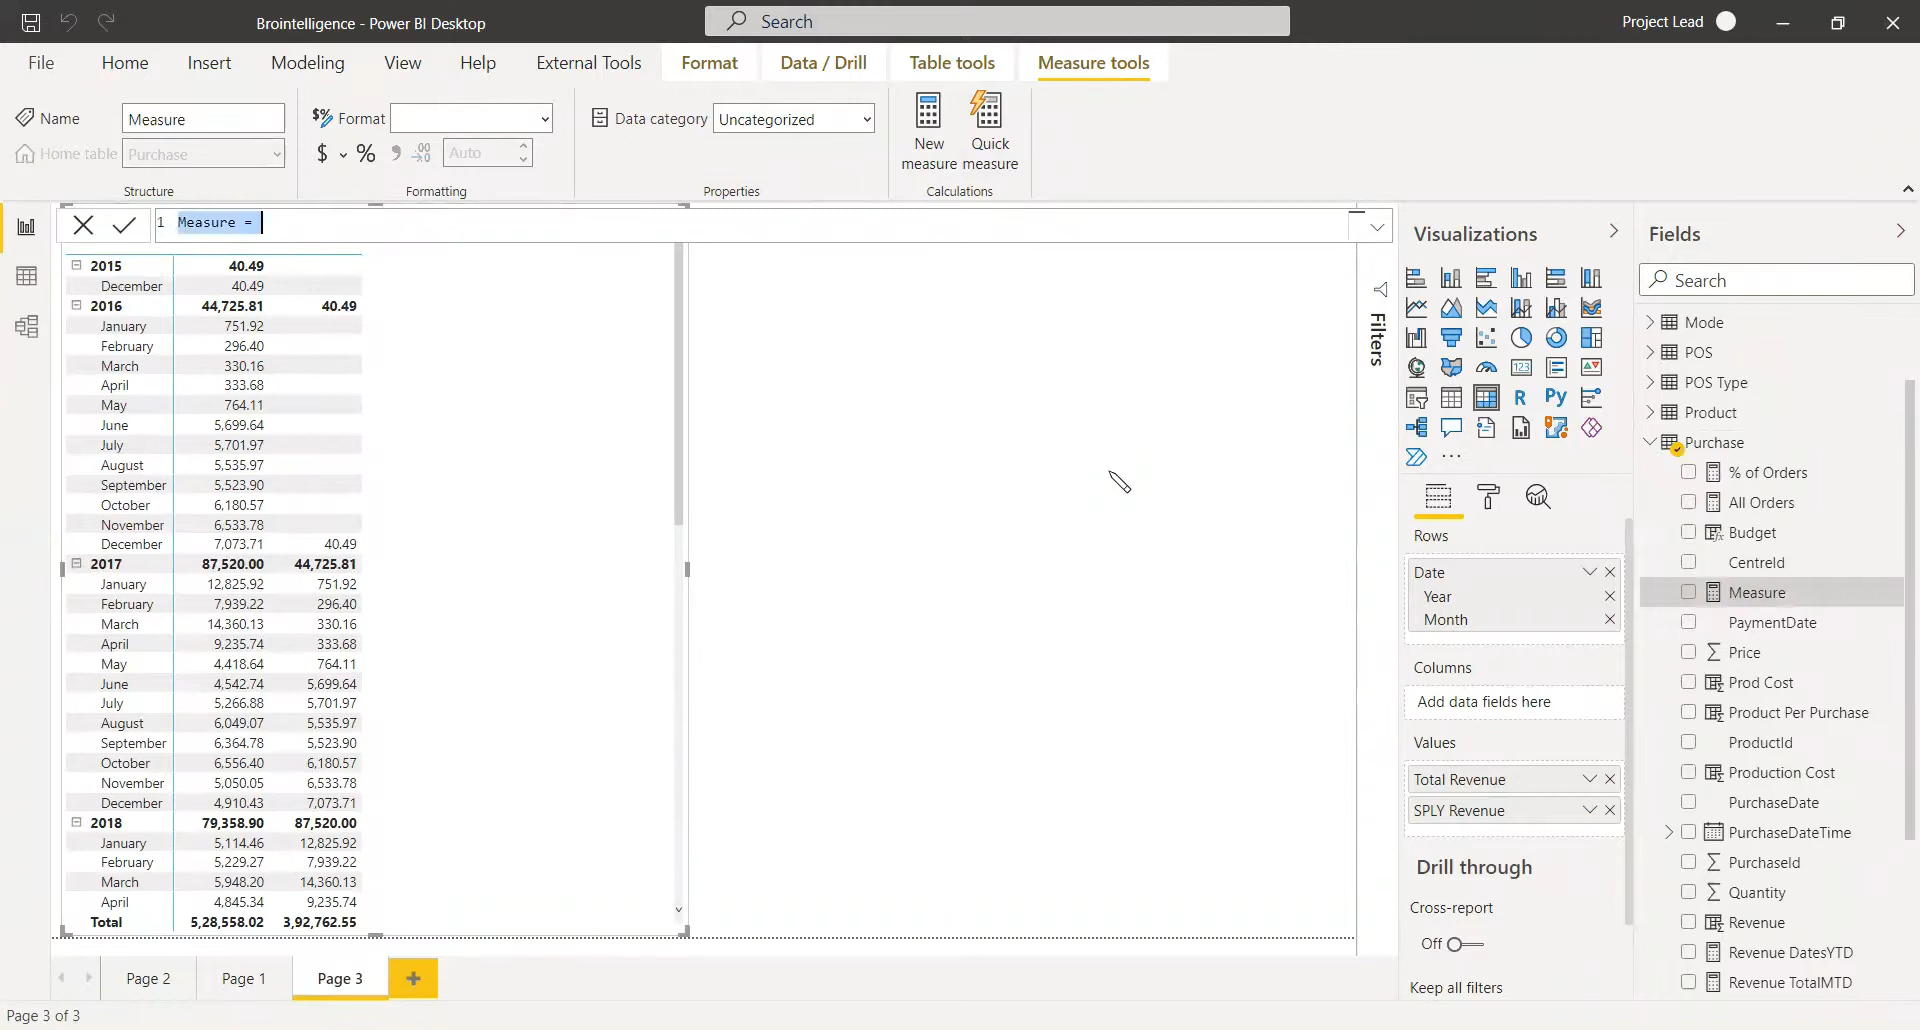 Brointelligence - Power BI Desktop
Search
Project Lead
File Home Insert Modeling View Help External Tools Format Data / Drill Table tools Measure tools
Name Measure
Format
Data category Uncategorized
Home table Purchase
$ % Auto
New measure
Quick measure
Structure Formatting Properties Calculations
1 Measure =
2015 40.49
December 40.49
2016 44,725.81 40.49
January 751.92
February 296.40
March 330.16
April 333.68
May 764.11
June 5,699.64
July 5,701.97
August 5,535.97
September 5,523.90
October 6,180.57
November 6,533.78
December 7,073.71 40.49
2017 87,520.00 44,725.81
January 12,825.92 751.92
February 7,939.22 296.40
March 14,360.13 330.16
April 9,235.74 333.68
May 4,418.64 764.11
June 4,542.74 5,699.64
July 5,266.88 5,701.97
August 6,049.07 5,535.97
September 6,364.78 5,523.90
October 6,556.40 6,180.57
November 5,050.05 6,533.78
December 4,910.43 7,073.71
2018 79,358.90 87,520.00
January 5,114.46 12,825.92
February 5,229.27 7,939.22
March 5,948.20 14,360.13
April 4,845.34 9,235.74
Total 5,28,558.02 3,92,762.55
Filters
Visualizations
123
R
Py
Rows
Date
Year
Month
Columns
Add data fields here
Values
Total Revenue
SPLY Revenue
Drill through
Cross-report
Off
Keep all filters
Fields
Search
Mode
POS
POS Type
Product
Purchase
% of Orders
All Orders
Budget
CentreId
Measure
PaymentDate
Price
Prod Cost
Product Per Purchase
ProductId
Production Cost
PurchaseDate
PurchaseDateTime
PurchaseId
Quantity
Revenue
Revenue DatesYTD
Revenue TotalMTD
Page 2 Page 1 Page 3
Page 3 of 3